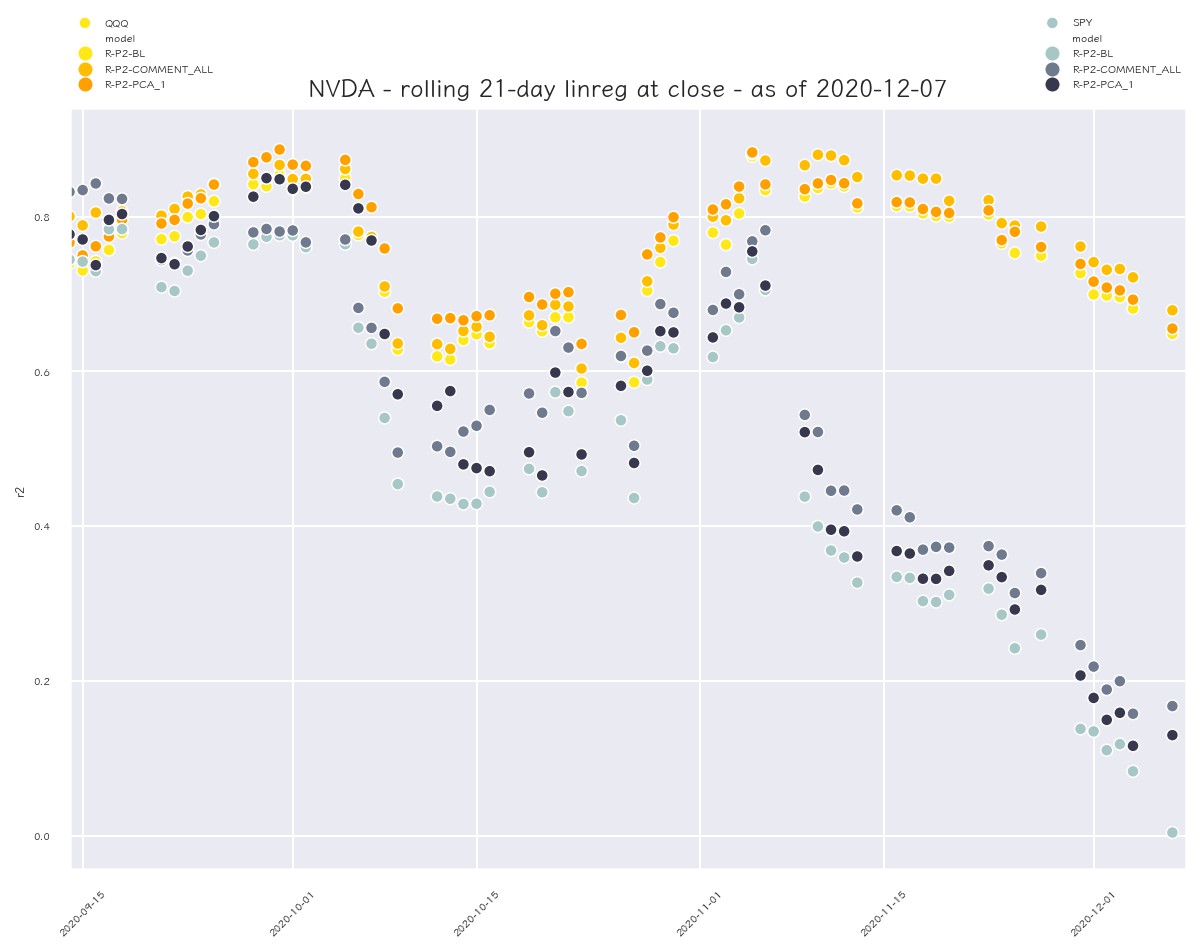 QQQ
model
R-P2-BL
R-P2-COMMENT_ALL
R-P2-PCA_1
SPY
model
R-P2-BL
R-P2-COMMENT_ALL
R-P2-PCA_1
NVDA - rolling 21-day linreg at close - as of 2020-12-07
r2
0.8
0.6
0.4
0.2
0.0
2020-09-15
2020-10-01
2020-10-15
2020-11-01
2020-11-15
2020-12-01